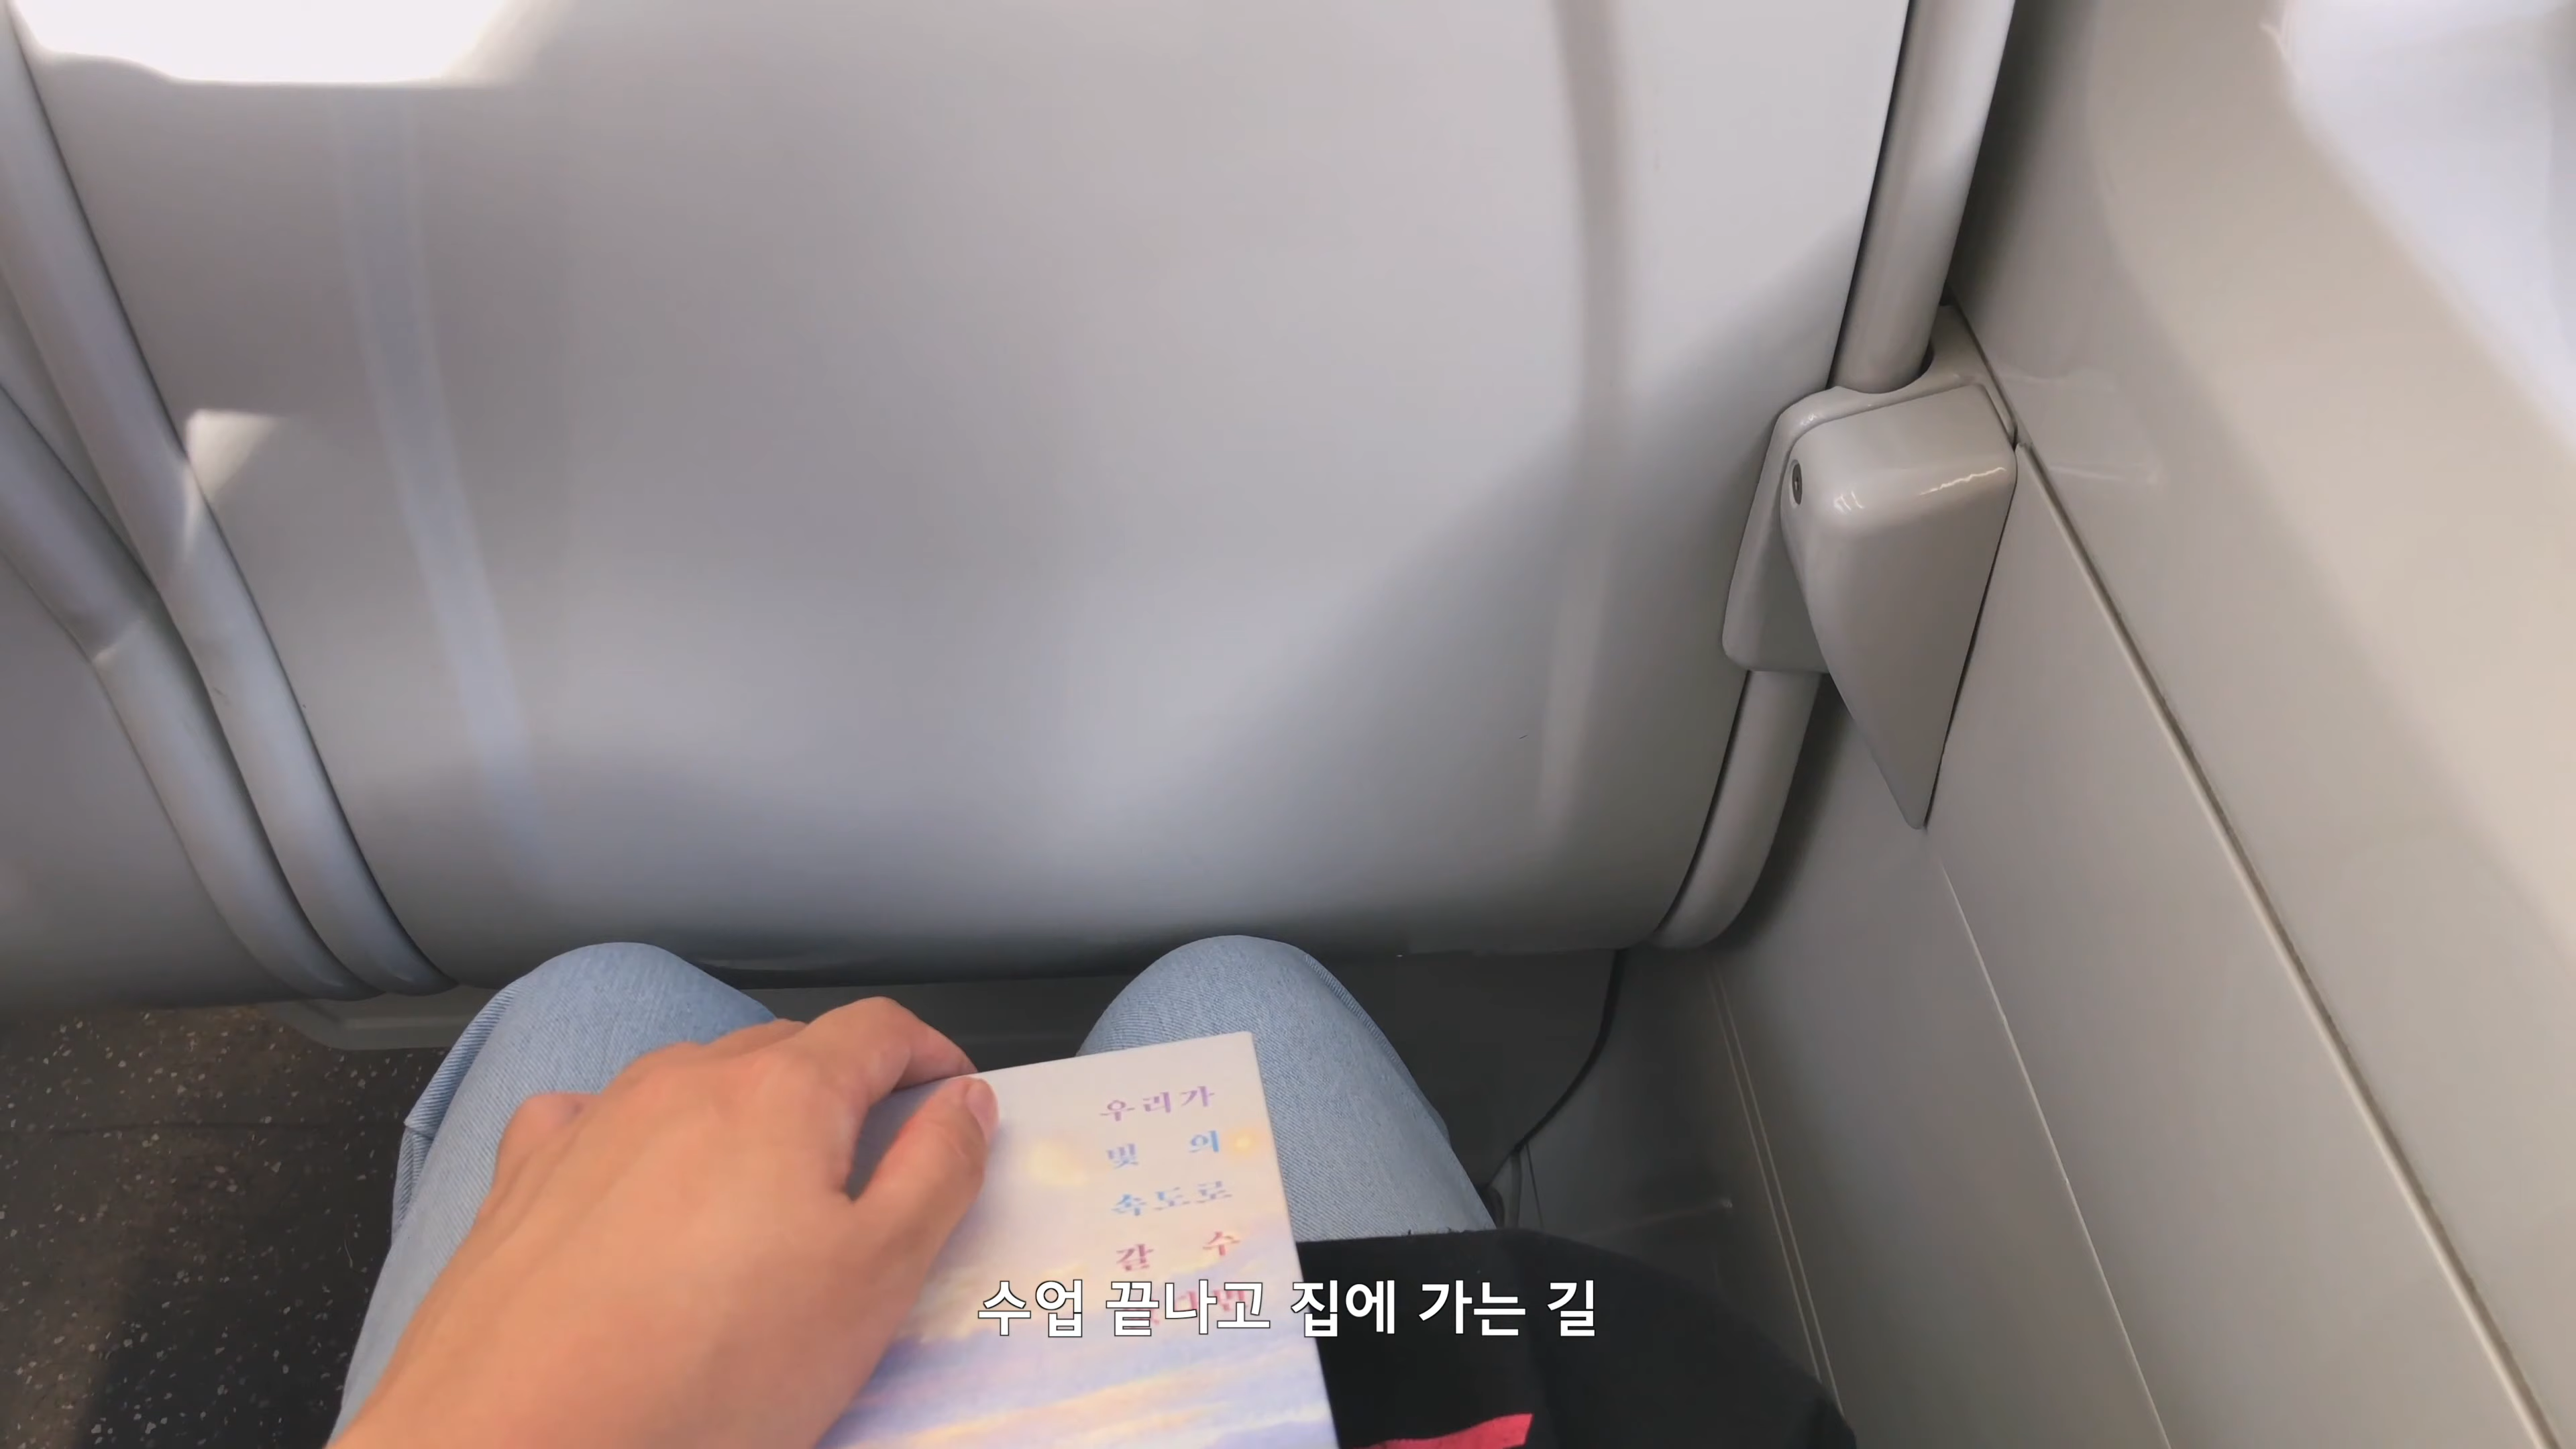 우리가
빛 의
속도로
갈 수
수업 끝나고 집에 가는 길